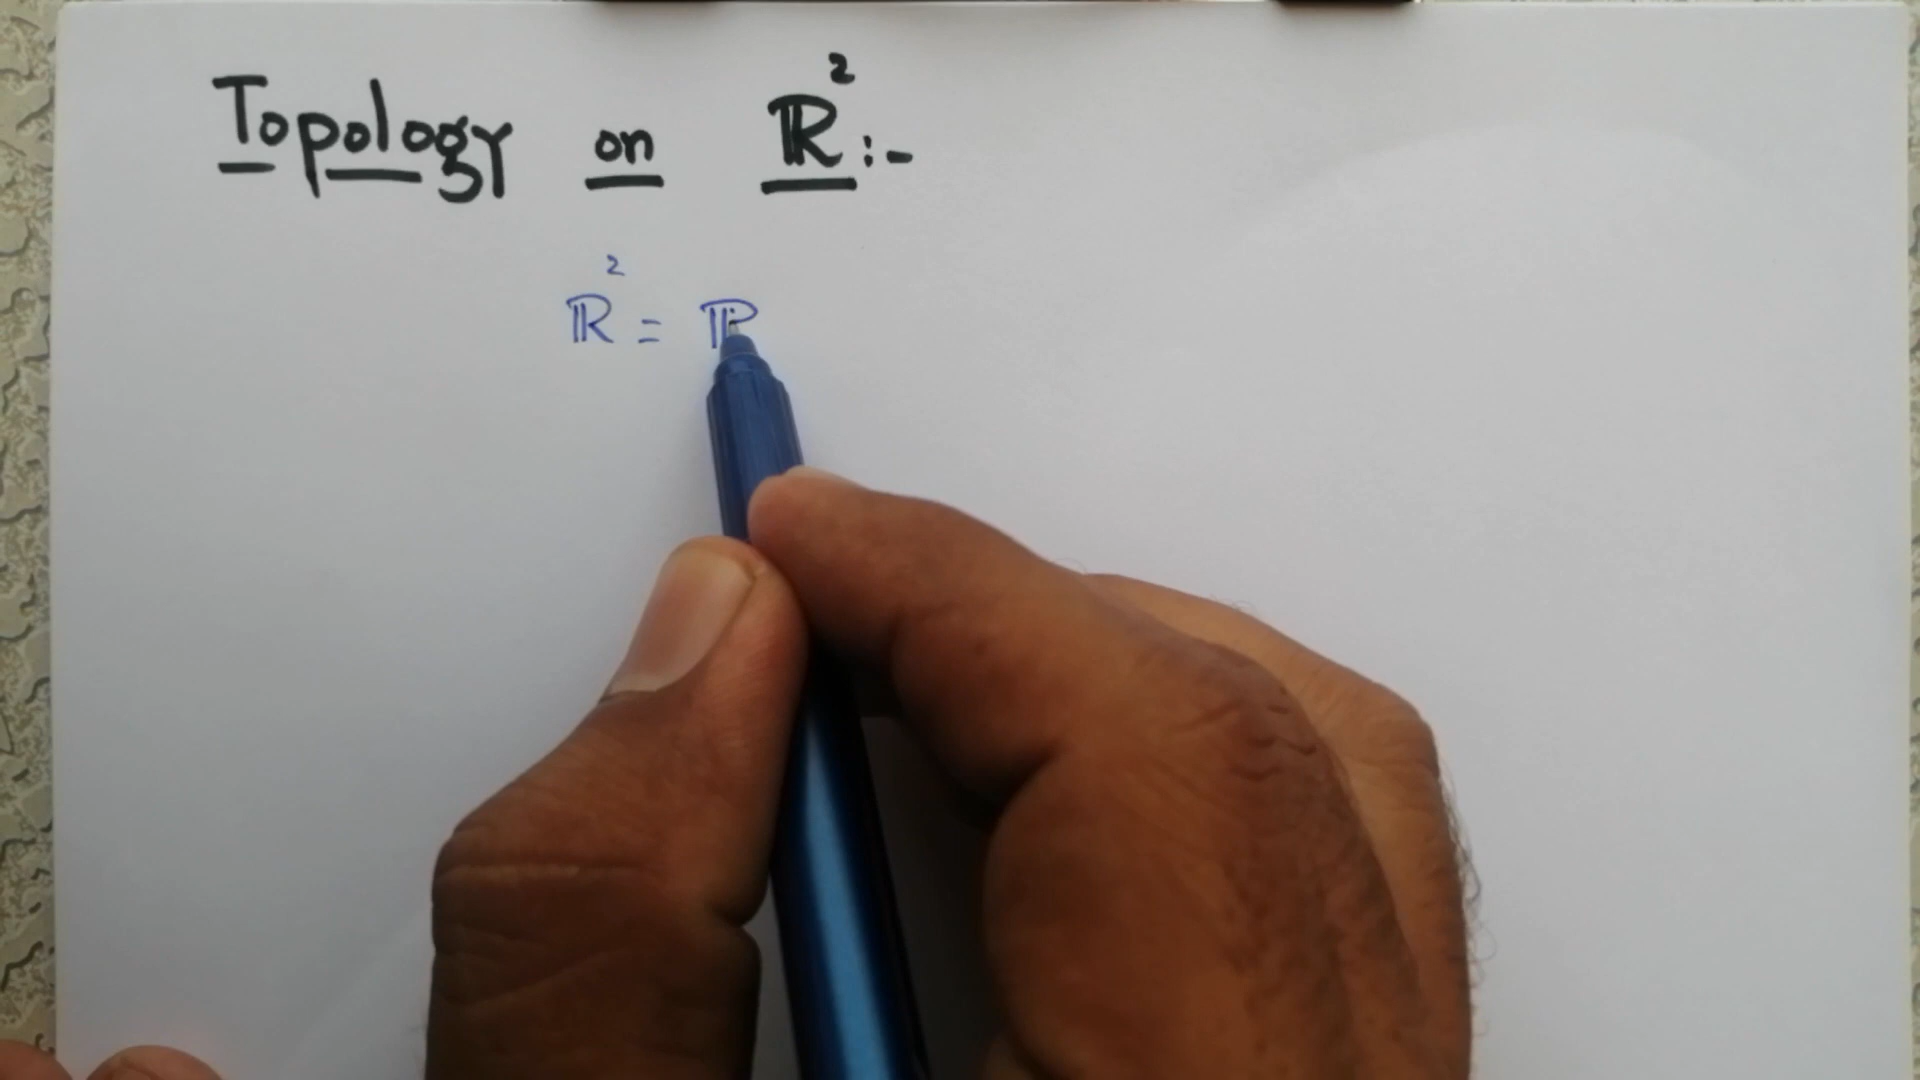 Topology on ℝ² :-
ℝ² = ℙ